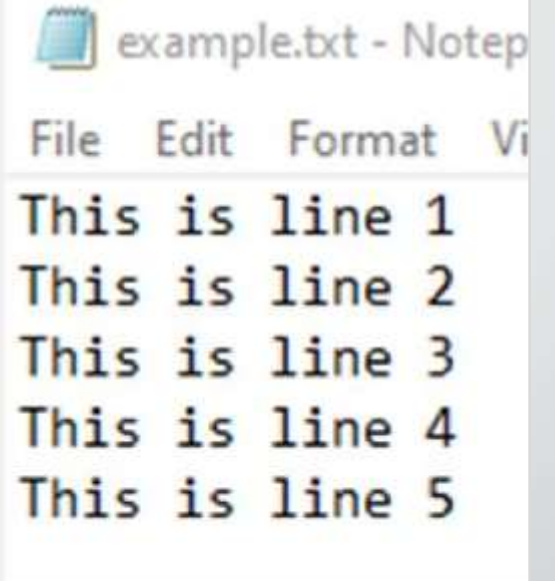 example.txt - Notep
File Edit Format Vi
This is line 1
This is line 2
This is line 3
This is line 4
This is line 5